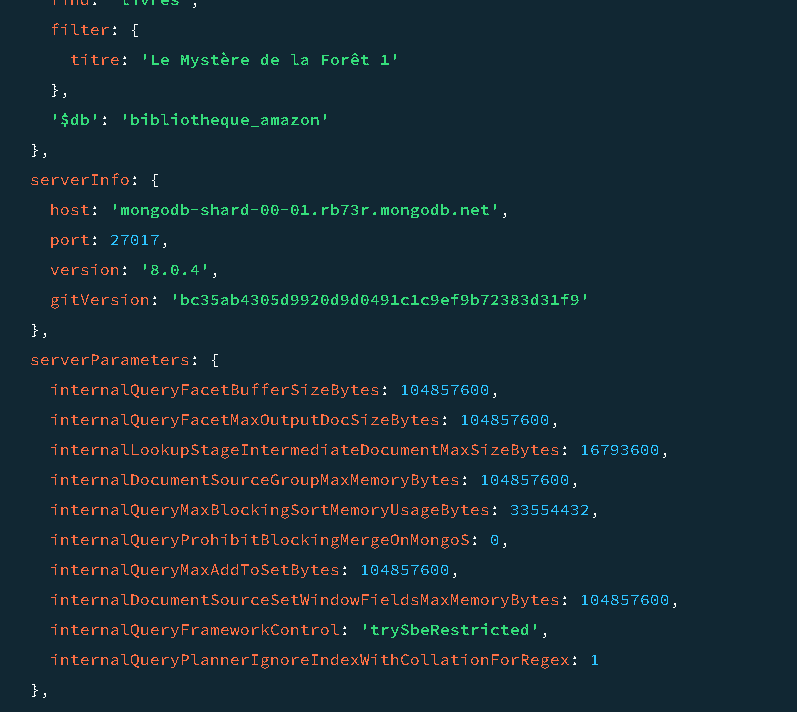 find: 'livres',
filter: {
titre: 'Le Mystère de la Forêt 1'
},
'$db': 'bibliotheque_amazon'
},
serverInfo: {
host: 'mongodb-shard-00-01.rb73r.mongodb.net',
port: 27017,
version: '8.0.4',
gitVersion: 'bc35ab4305d9920d9d0491c1c9ef9b72383d31f9'
},
serverParameters: {
internalQueryFacetBufferSizeBytes: 104857600,
internalQueryFacetMaxOutputDocSizeBytes: 104857600,
internalLookupStageIntermediateDocumentMaxSizeBytes: 16793600,
internalDocumentSourceGroupMaxMemoryBytes: 104857600,
internalQueryMaxBlockingSortMemoryUsageBytes: 33554432,
internalQueryProhibitBlockingMergeOnMongoS: 0,
internalQueryMaxAddToSetBytes: 104857600,
internalDocumentSourceSetWindowFieldsMaxMemoryBytes: 104857600,
internalQueryFrameworkControl: 'trySbeRestricted',
internalQueryPlannerIgnoreIndexWithCollationForRegex: 1
},